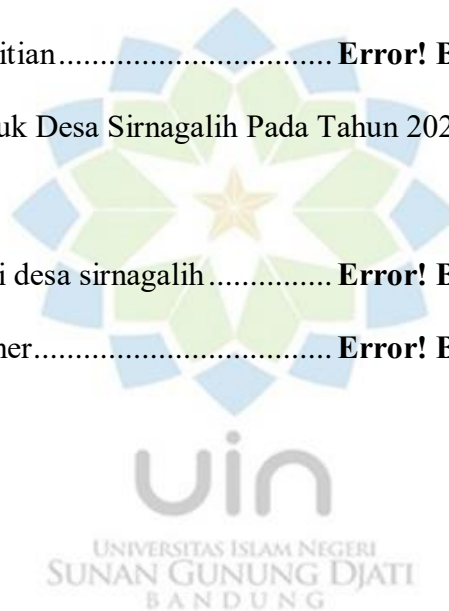 itian................................ Error! B
uk Desa Sirnagalih Pada Tahun 202
i desa sirnagalih.............. Error! B
ner................................ Error! B
uin
UNIVERSITAS ISLAM NEGERI
SUNAN GUNUNG DJATI
BANDUNG